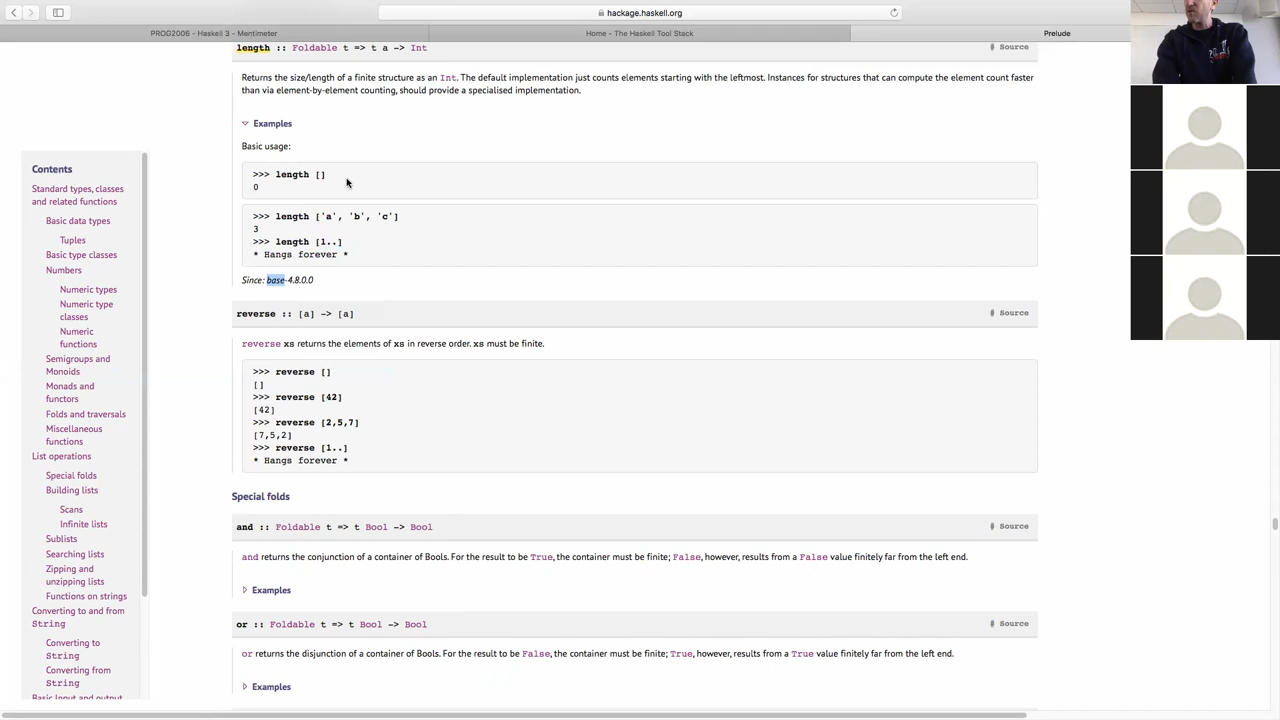 hackage.haskell.org
PROG2006 - Haskell 3 - Mentimeter
Home - The Haskell Tool Stack
Prelude
length :: Foldable t => t a -> Int
# Source
Returns the size/length of a finite structure as an Int. The default implementation just counts elements starting with the leftmost. Instances for structures that can compute the element count faster
than via element-by-element counting, should provide a specialised implementation.
Examples
Basic usage:
>>> length []
0
>>> length ['a', 'b', 'c']
3
>>> length [1..]
* Hangs forever *
Since: base-4.8.0.0
reverse :: [a] -> [a]
# Source
reverse xs returns the elements of xs in reverse order. xs must be finite.
>>> reverse []
[]
>>> reverse [42]
[42]
>>> reverse [2,5,7]
[7,5,2]
>>> reverse [1..]
* Hangs forever *
Special folds
and :: Foldable t => t Bool -> Bool
# Source
and returns the conjunction of a container of Bools. For the result to be True, the container must be finite; False, however, results from a False value finitely far from the left end.
Examples
or :: Foldable t => t Bool -> Bool
# Source
or returns the disjunction of a container of Bools. For the result to be False, the container must be finite; True, however, results from a True value finitely far from the left end.
Examples
Contents
Standard types, classes
and related functions
Basic data types
Tuples
Basic type classes
Numbers
Numeric types
Numeric type
classes
Numeric
functions
Semigroups and
Monoids
Monads and
functors
Folds and traversals
Miscellaneous
functions
List operations
Special folds
Building lists
Scans
Infinite lists
Sublists
Searching lists
Zipping and
unzipping lists
Functions on strings
Converting to and from
String
Converting to
String
Converting from
String
Basic Input and output